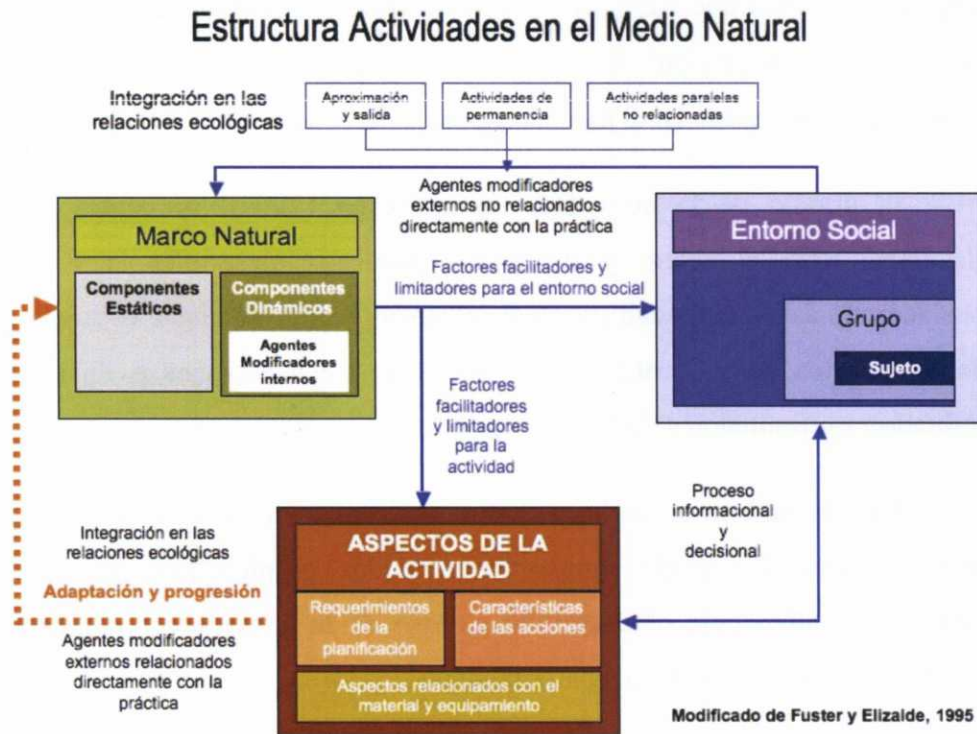 Estructura Actividades en el Medio Natural
Integración en las
relaciones ecológicas
Aproximación
y salida
Actividades de
permanencia
Actividades paralelas
no relacionadas
Agentes modificadores
externos no relacionados
directamente con la práctica
Marco Natural
Componentes
Estáticos
Componentes
Dinámicos
Agentes
Modificadores
internos
Factores facilitadores y
limitadores para el entorno social
Entorno Social
Grupo
Sujeto
Factores
facilitadores
y limitadores
para la
actividad
Proceso
informacional
y
decisional
Integración en las
relaciones ecológicas
Adaptación y progresión
Agentes modificadores
externos relacionados
directamente con la
práctica
ASPECTOS DE LA
ACTIVIDAD
Requerimientos
de la
planificación
Características
de las acciones
Aspectos relacionados con el
material y equipamiento
Modificado de Fuster y Elizalde, 1995